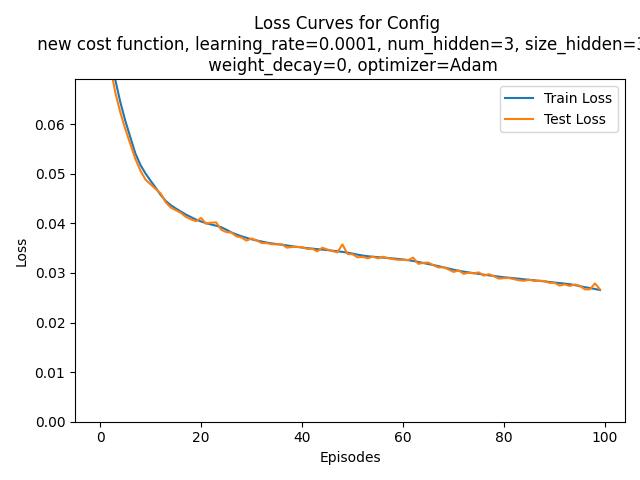 Loss Curves for Config
new cost function, learning_rate=0.0001, num_hidden=3, size_hidden=3
weight_decay=0, optimizer=Adam
Train Loss
Test Loss
0.06
0.05
0.04
0.03
0.02
0.01
0.00
Loss
0 20 40 60 80 100
Episodes